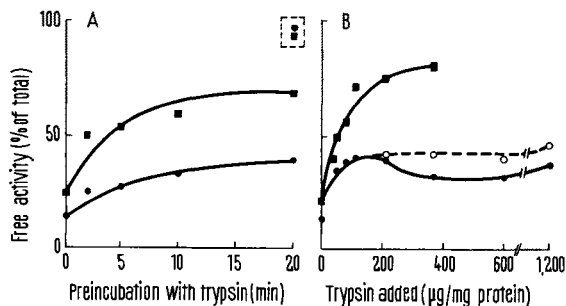 A
B
Free activity (% of total)
100
50
0
0
5
10
15
20
0
200
400
600
1,200
Preincubation with trypsin (min)
Trypsin added (µg/mg protein)